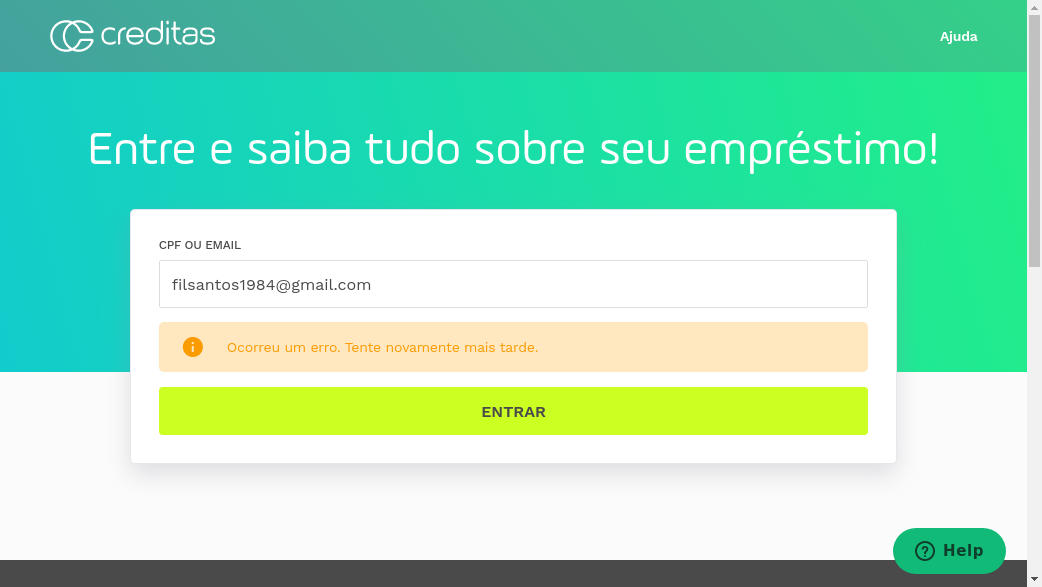 creditas
Ajuda
Entre e saiba tudo sobre seu empréstimo!
CPF OU EMAIL
filsantos1984@gmail.com
Ocorreu um erro. Tente novamente mais tarde.
ENTRAR
Help